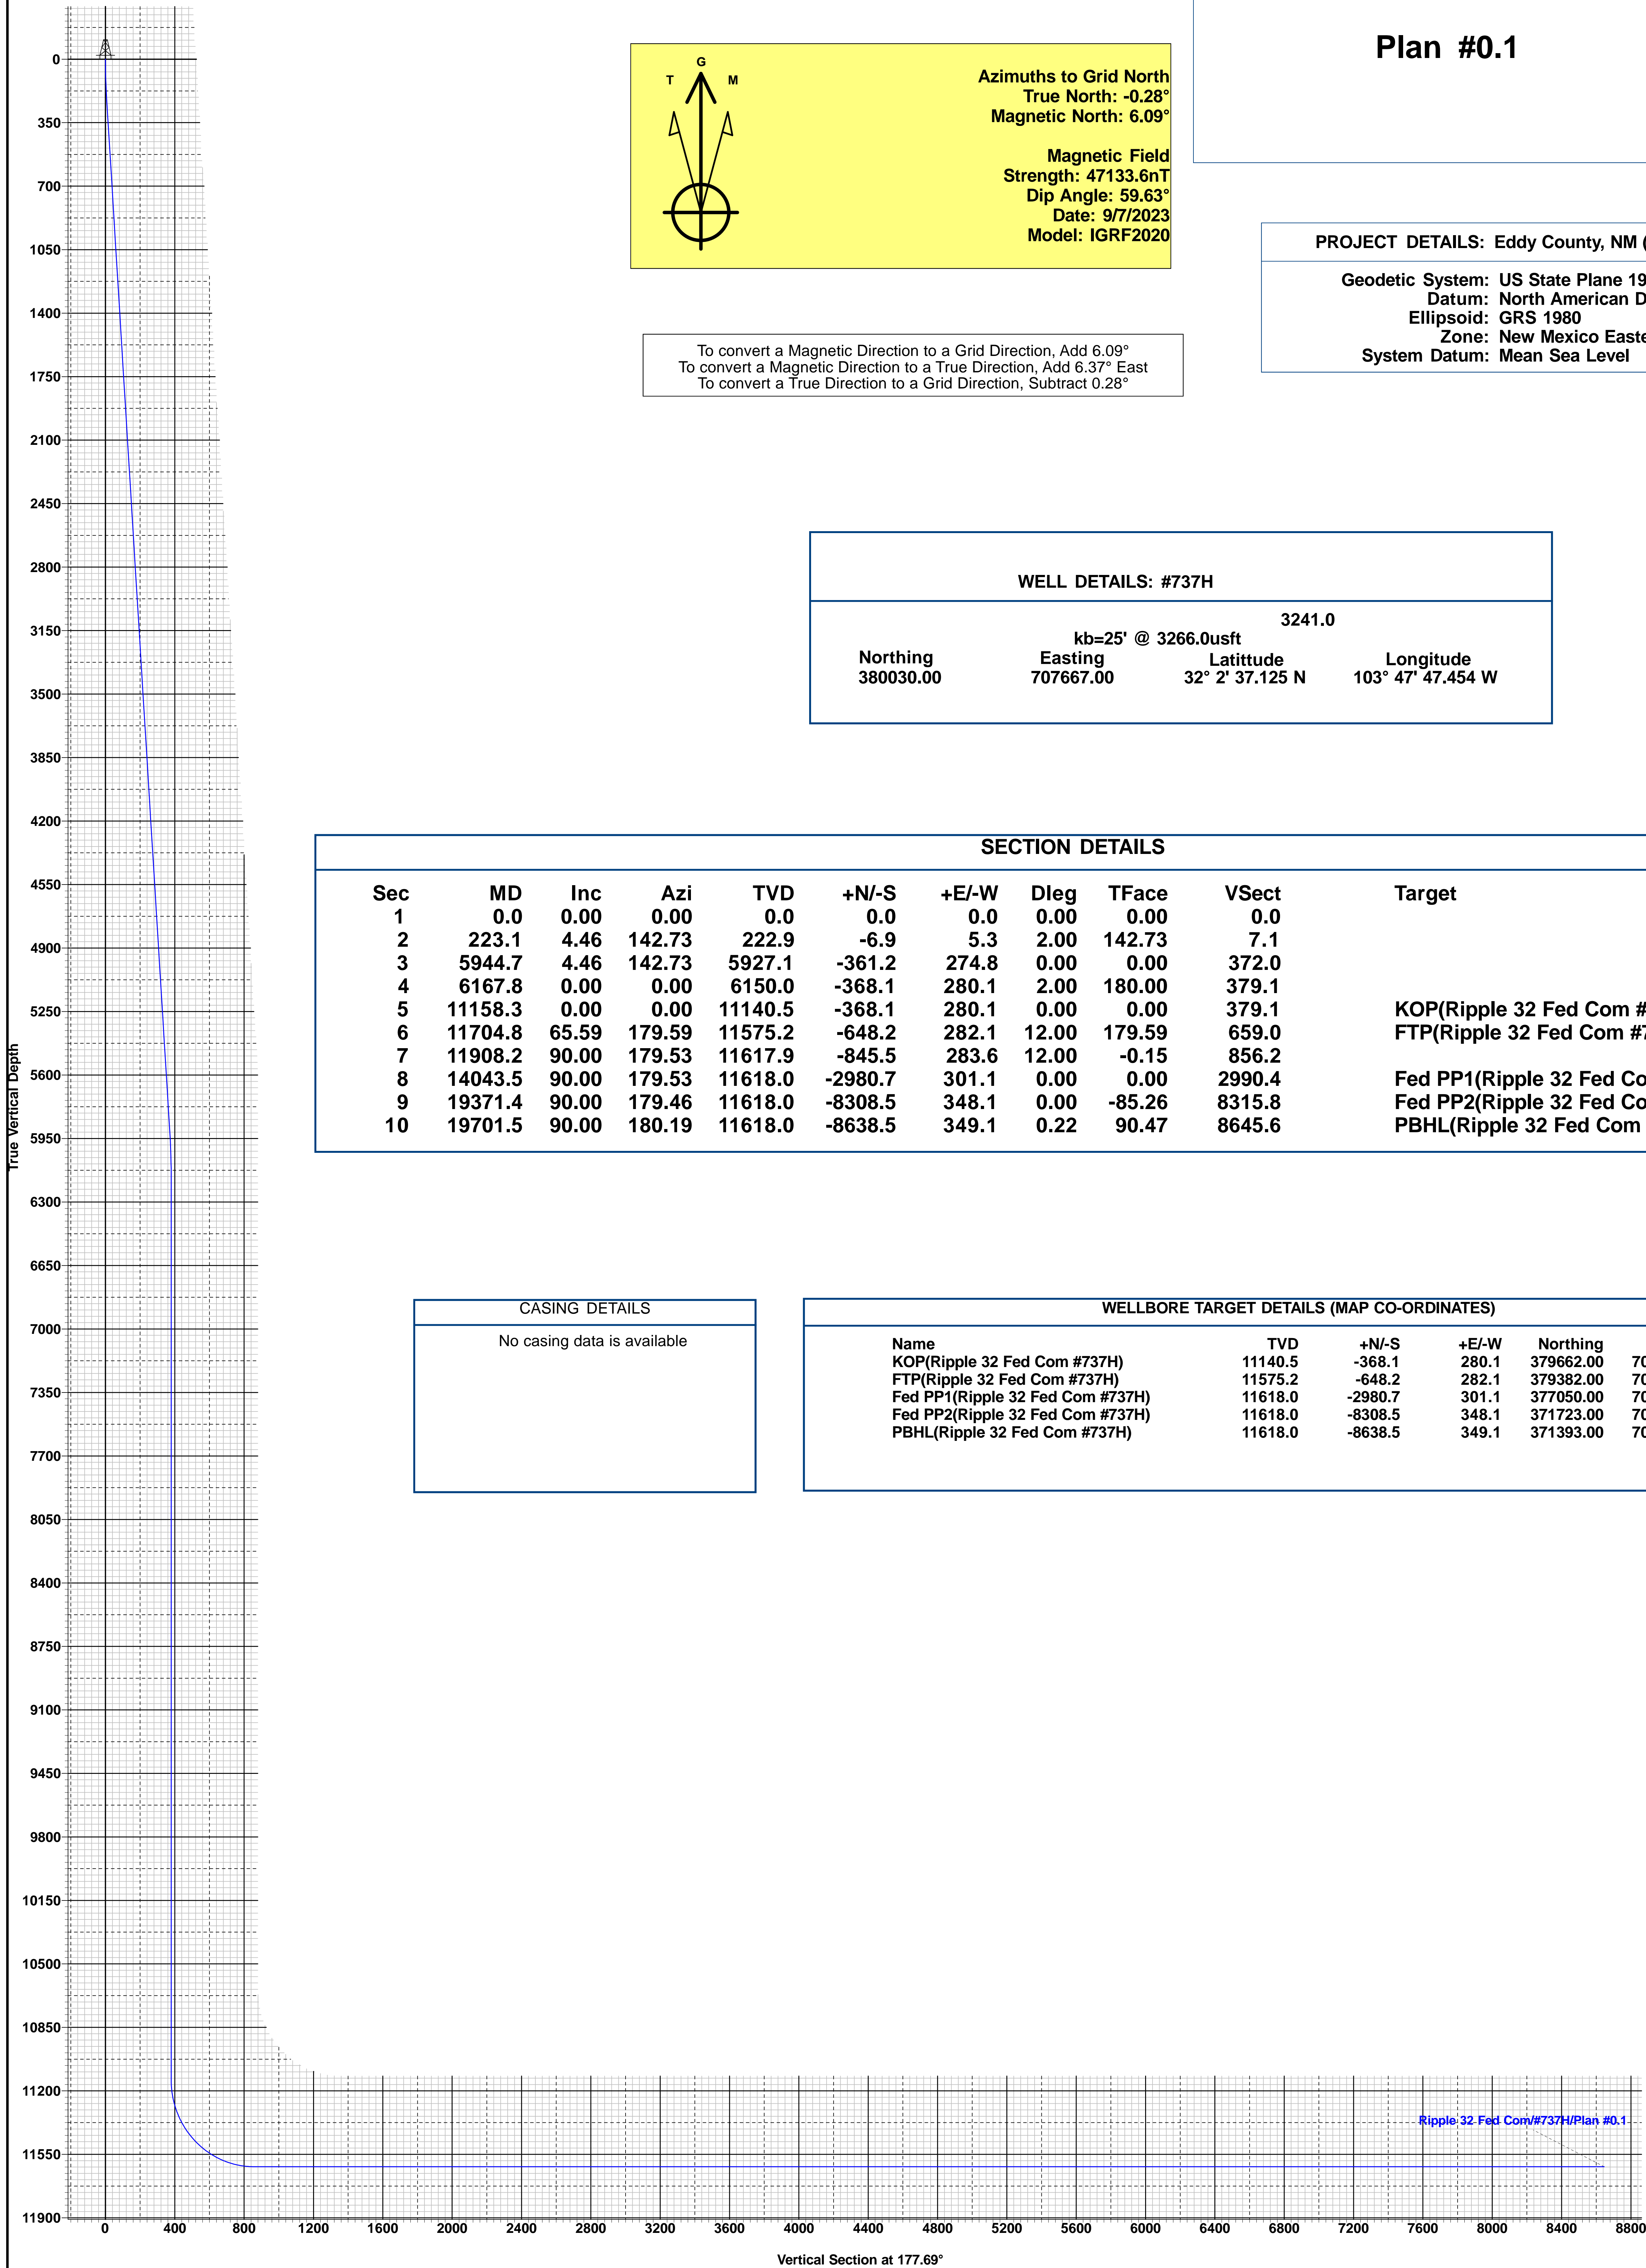 Plan #0.1
T G M
Azimuths to Grid North
True North: -0.28°
Magnetic North: 6.09°
Magnetic Field
Strength: 47133.6nT
Dip Angle: 59.63°
Date: 9/7/2023
Model: IGRF2020
PROJECT DETAILS: Eddy County, NM (
Geodetic System: US State Plane 19
Datum: North American D
Ellipsoid: GRS 1980
Zone: New Mexico Easte
System Datum: Mean Sea Level
To convert a Magnetic Direction to a Grid Direction, Add 6.09°
To convert a Magnetic Direction to a True Direction, Add 6.37° East
To convert a True Direction to a Grid Direction, Subtract 0.28°
WELL DETAILS: #737H
3241.0
kb=25' @ 3266.0usft
Northing Easting Latittude Longitude
380030.00 707667.00 32° 2' 37.125 N 103° 47' 47.454 W
SECTION DETAILS
Sec MD Inc Azi TVD +N/-S +E/-W Dleg TFace VSect Target
1 0.0 0.00 0.00 0.0 0.0 0.0 0.00 0.00 0.0
2 223.1 4.46 142.73 222.9 -6.9 5.3 2.00 142.73 7.1
3 5944.7 4.46 142.73 5927.1 -361.2 274.8 0.00 0.00 372.0
4 6167.8 0.00 0.00 6150.0 -368.1 280.1 2.00 180.00 379.1
5 11158.3 0.00 0.00 11140.5 -368.1 280.1 0.00 0.00 379.1 KOP(Ripple 32 Fed Com #
6 11704.8 65.59 179.59 11575.2 -648.2 282.1 12.00 179.59 659.0 FTP(Ripple 32 Fed Com #7
7 11908.2 90.00 179.53 11617.9 -845.5 283.6 12.00 -0.15 856.2
8 14043.5 90.00 179.53 11618.0 -2980.7 301.1 0.00 0.00 2990.4 Fed PP1(Ripple 32 Fed Co
9 19371.4 90.00 179.46 11618.0 -8308.5 348.1 0.00 -85.26 8315.8 Fed PP2(Ripple 32 Fed Co
10 19701.5 90.00 180.19 11618.0 -8638.5 349.1 0.22 90.47 8645.6 PBHL(Ripple 32 Fed Com
CASING DETAILS
No casing data is available
WELLBORE TARGET DETAILS (MAP CO-ORDINATES)
Name TVD +N/-S +E/-W Northing
KOP(Ripple 32 Fed Com #737H) 11140.5 -368.1 280.1 379662.00 70
FTP(Ripple 32 Fed Com #737H) 11575.2 -648.2 282.1 379382.00 70
Fed PP1(Ripple 32 Fed Com #737H) 11618.0 -2980.7 301.1 377050.00 70
Fed PP2(Ripple 32 Fed Com #737H) 11618.0 -8308.5 348.1 371723.00 70
PBHL(Ripple 32 Fed Com #737H) 11618.0 -8638.5 349.1 371393.00 70
True Vertical Depth
0
350
700
1050
1400
1750
2100
2450
2800
3150
3500
3850
4200
4550
4900
5250
5600
5950
6300
6650
7000
7350
7700
8050
8400
8750
9100
9450
9800
10150
10500
10850
11200
11550
11900
Ripple 32 Fed Com/#737H/Plan #0.1
0 400 800 1200 1600 2000 2400 2800 3200 3600 4000 4400 4800 5200 5600 6000 6400 6800 7200 7600 8000 8400 8800
Vertical Section at 177.69°